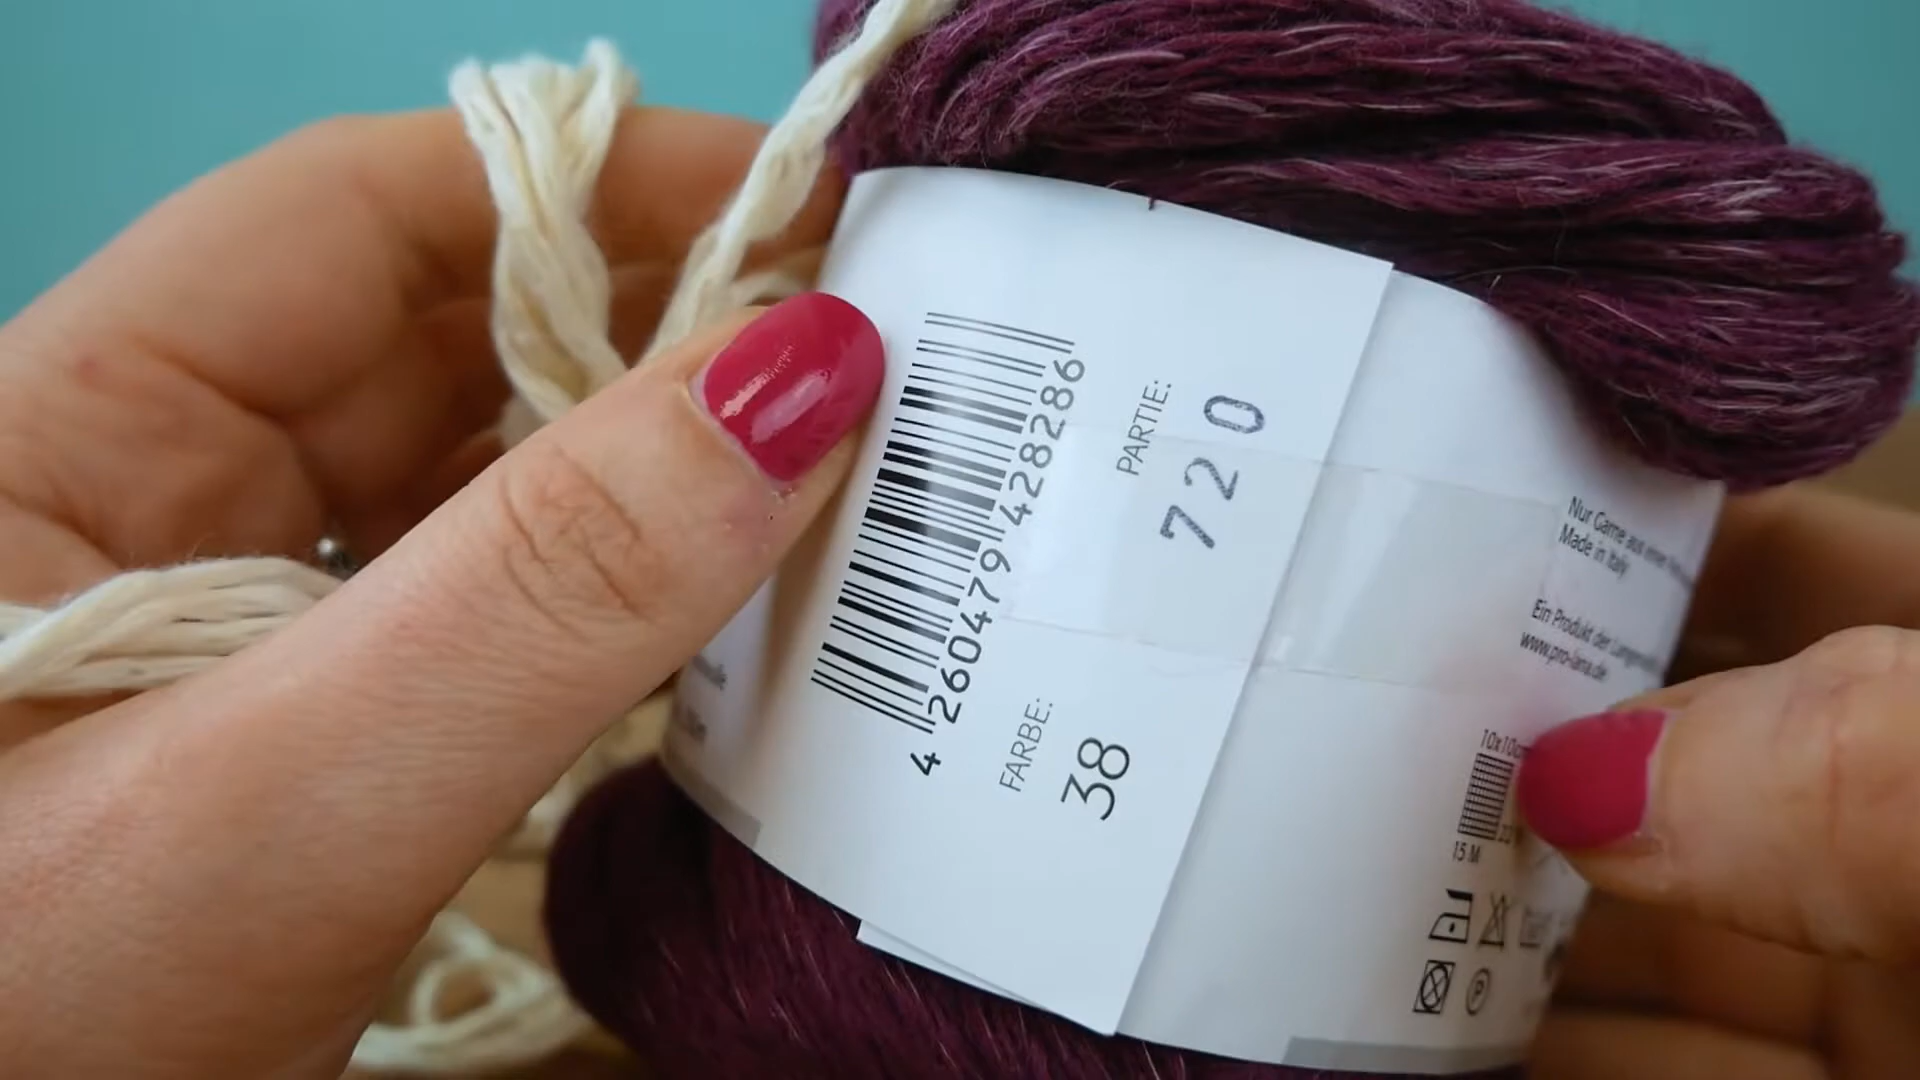 4 260479 428286
PARTIE:
720
FARBE:
38
Nur Garne aus einer
Made in Italy
Ein Produkt der
www.pro-lana.de
10x10
15 M
P